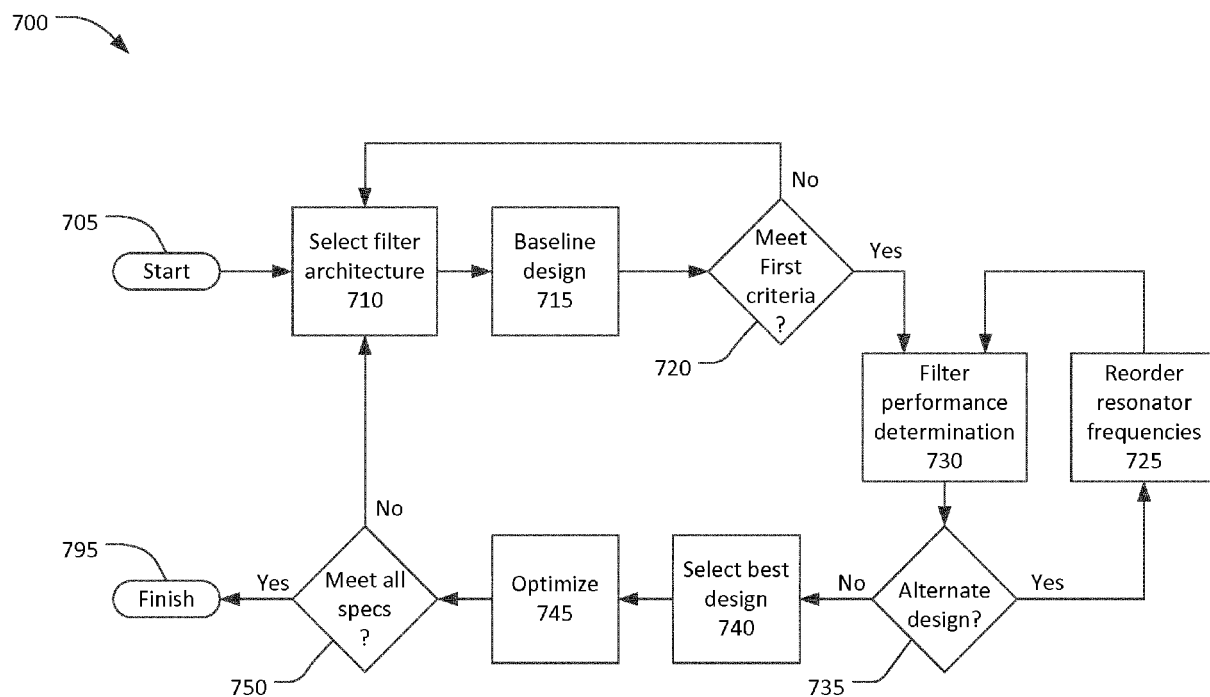 700
705
Start
Select filter
architecture
710
Baseline
design
715
No
Meet
First
criteria
?
720
Yes
Filter
performance
determination
730
Reorder
resonator
frequencies
725
Alternate
design?
735
Yes
No
Select best
design
740
Optimize
745
Meet all
specs
?
750
No
Yes
795
Finish